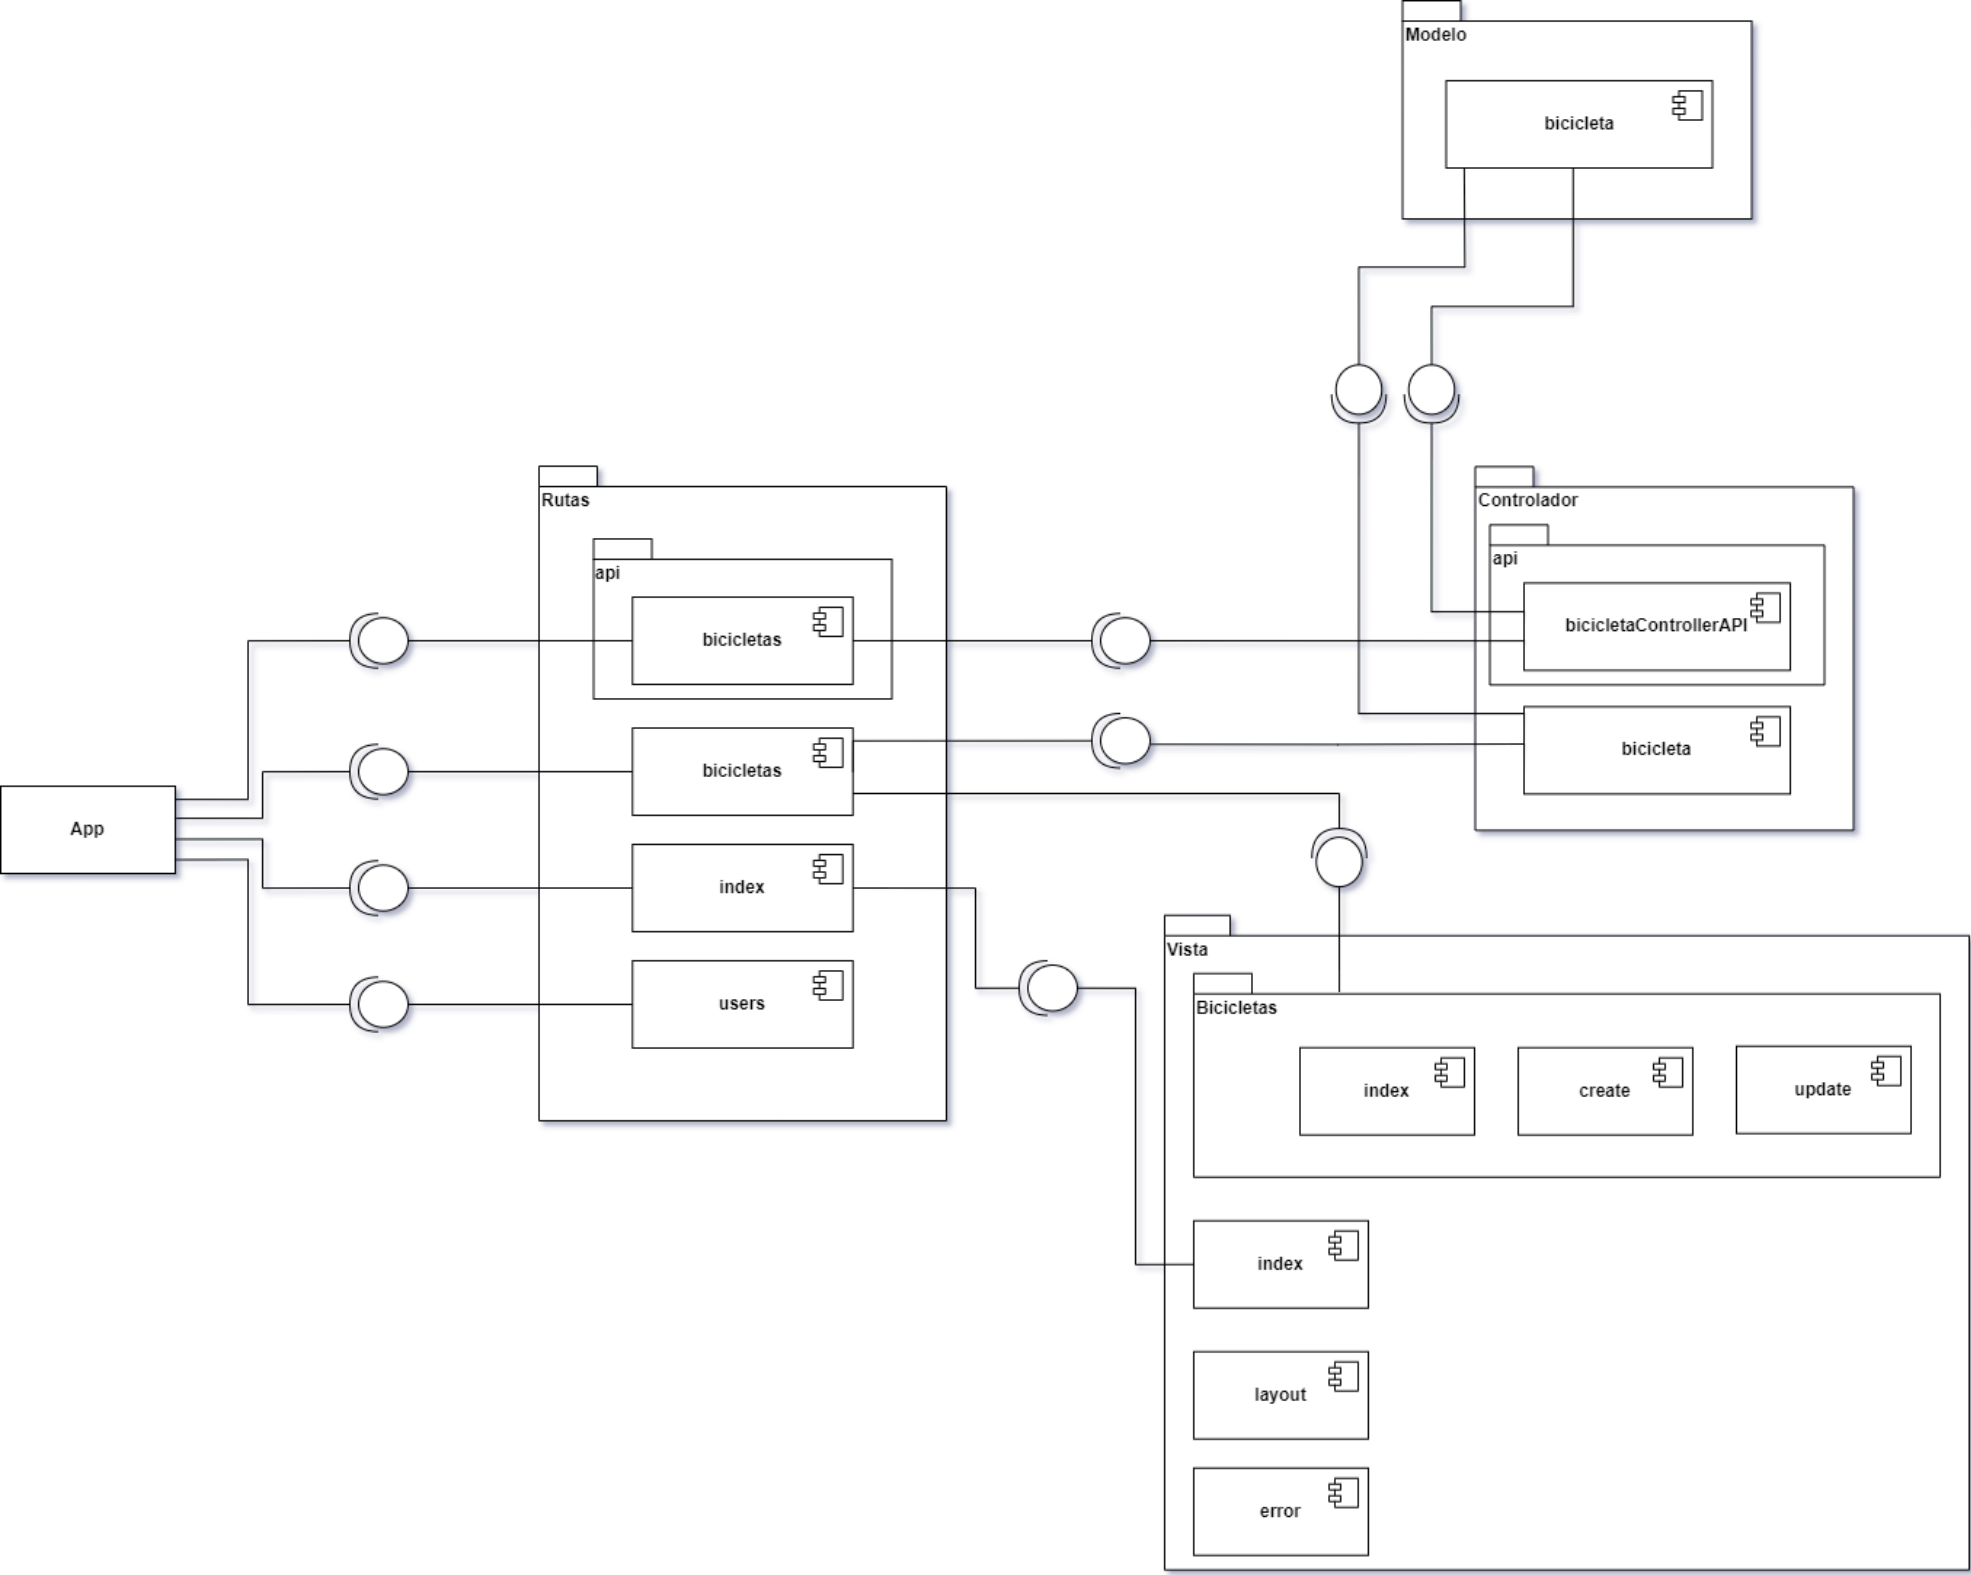 Modelo
bicicleta
Rutas
api
bicicletas
bicicletas
index
users
App
Controlador
api
bicicletaControllerAPI
bicicleta
Vista
Bicicletas
index
create
update
index
layout
error